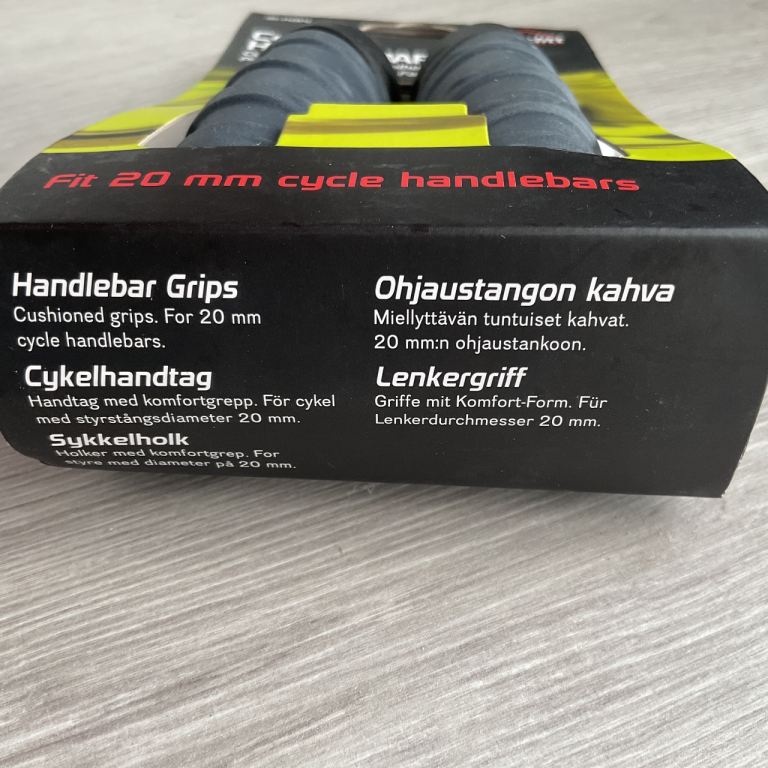 Fit 20 mm cycle handlebars
Handlebar Grips
Cushioned grips. For 20 mm
cycle handlebars.
Cykelhandtag
Handtag med komfortgrepp. För cykel
med styrstångsdiameter 20 mm.
Sykkelholk
Holker med komfortgrep. For
styre med diameter på 20 mm.
Ohjaustangon kahva
Miellyttävän tuntuiset kahvat.
20 mm:n ohjaustankoon.
Lenkergriff
Griffe mit Komfort-Form. Für
Lenkerdurchmesser 20 mm.